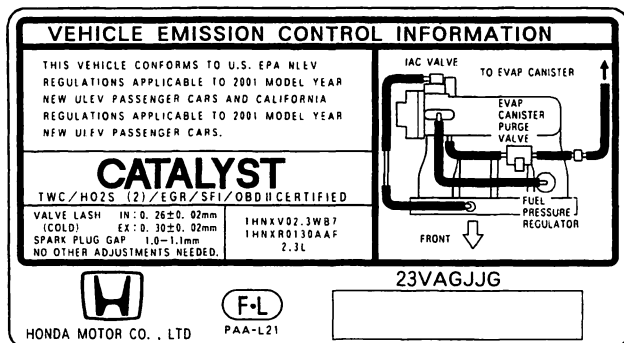 VEHICLE EMISSION CONTROL INFORMATION
THIS VEHICLE CONFORMS TO U.S. EPA NLEV
REGULATIONS APPLICABLE TO 2001 MODEL YEAR
NEW ULEV PASSENGER CARS AND CALIFORNIA
REGULATIONS APPLICABLE TO 2001 MODEL YEAR
NEW ULEV PASSENGER CARS.
CATALYST
TWC/HO2S (2)/EGR/SFI/OBDIICERTIFIED
VALVE LASH IN: 0.26±0.02mm
(COLD) EX: 0.30±0.02mm
SPARK PLUG GAP 1.0-1.1mm
NO OTHER ADJUSTMENTS NEEDED.
1HNXV02.3WB7
1HNXR0130AAF
2.3L
IAC VALVE
TO EVAP CANISTER
EVAP
CANISTER
PURGE
VALVE
FUEL
PRESSURE
REGULATOR
FRONT
HONDA MOTOR CO., LTD
F•L
PAA-L21
23VAGJJG